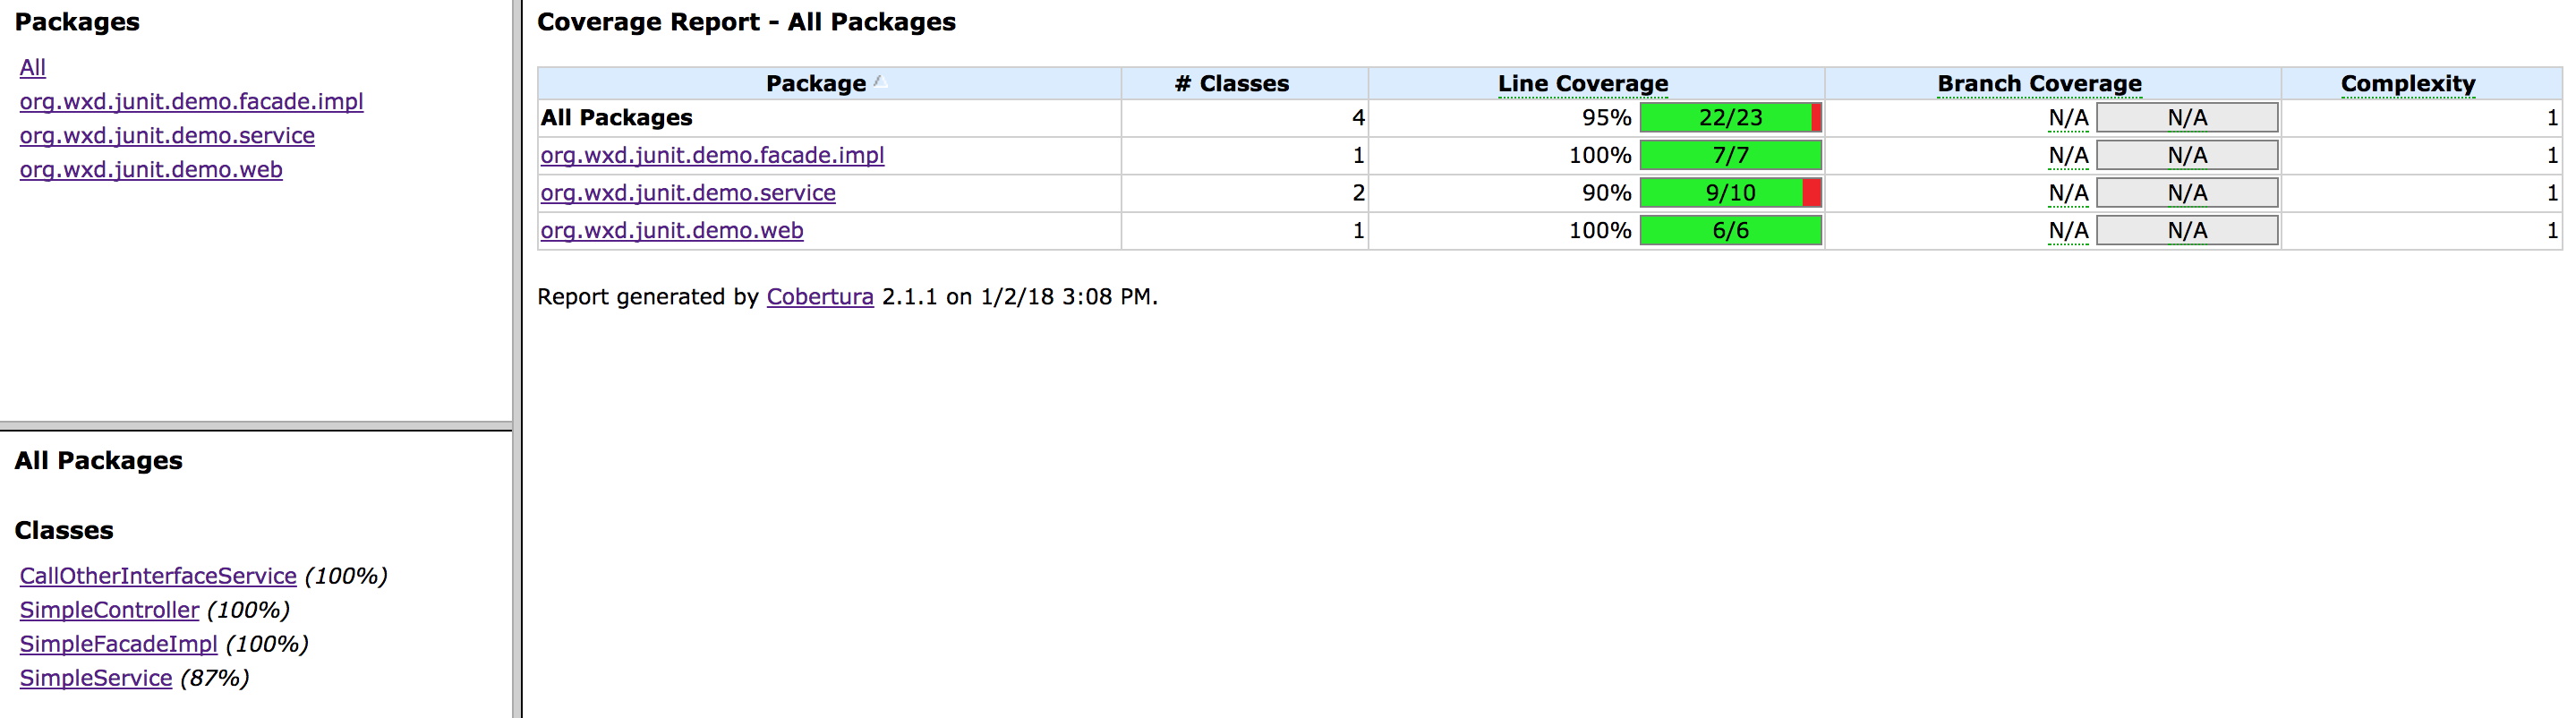 Packages
All
org.wxd.junit.demo.facade.impl
org.wxd.junit.demo.service
org.wxd.junit.demo.web
All Packages
Classes
CallOtherInterfaceService (100%)
SimpleController (100%)
SimpleFacadeImpl (100%)
SimpleService (87%)
Coverage Report - All Packages
Package # Classes Line Coverage Branch Coverage Complexity
All Packages 4 95% 22/23 N/A N/A 1
org.wxd.junit.demo.facade.impl 1 100% 7/7 N/A N/A 1
org.wxd.junit.demo.service 2 90% 9/10 N/A N/A 1
org.wxd.junit.demo.web 1 100% 6/6 N/A N/A 1
Report generated by Cobertura 2.1.1 on 1/2/18 3:08 PM.